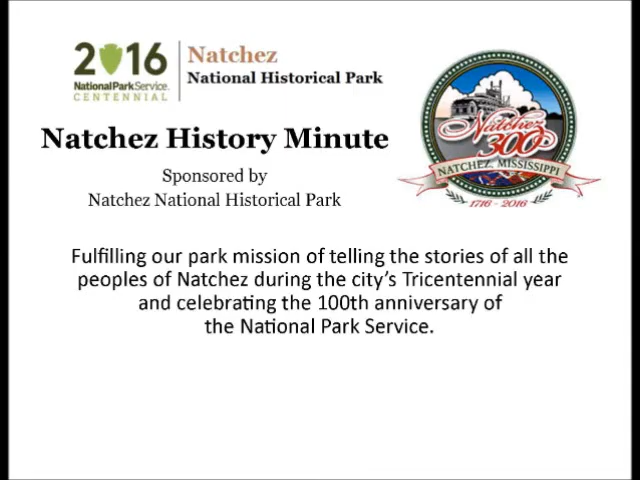 2016
National Park Service
CENTENNIAL
Natchez
National Historical Park
Natchez 300
NATCHEZ, MISSISSIPPI
1716 - 2016
Natchez History Minute
Sponsored by
Natchez National Historical Park
Fulfilling our park mission of telling the stories of all the
peoples of Natchez during the city's Tricentennial year
and celebrating the 100th anniversary of
the National Park Service.